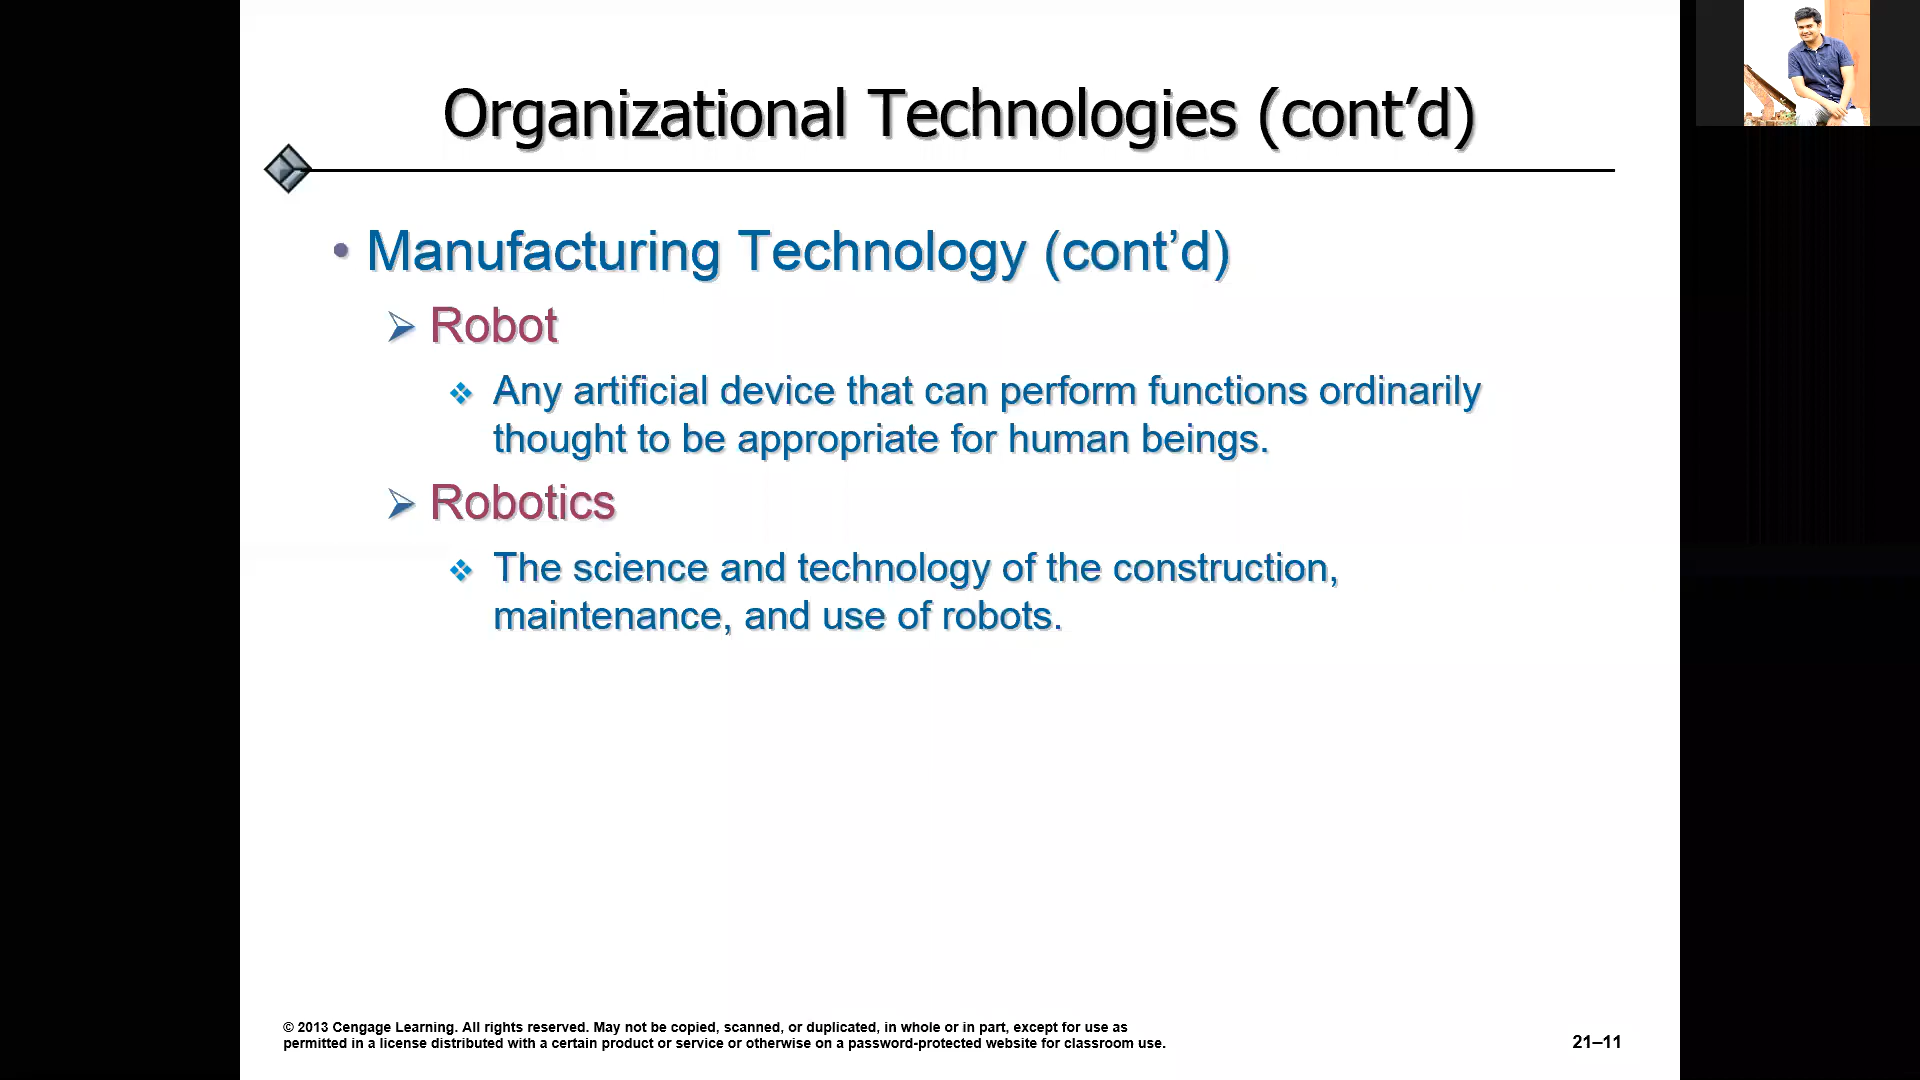 Organizational Technologies (cont’d)
• Manufacturing Technology (cont’d)
➢ Robot
❖ Any artificial device that can perform functions ordinarily
thought to be appropriate for human beings.
➢ Robotics
❖ The science and technology of the construction,
maintenance, and use of robots.
© 2013 Cengage Learning. All rights reserved. May not be copied, scanned, or duplicated, in whole or in part, except for use as
permitted in a license distributed with a certain product or service or otherwise on a password-protected website for classroom use.
21–11